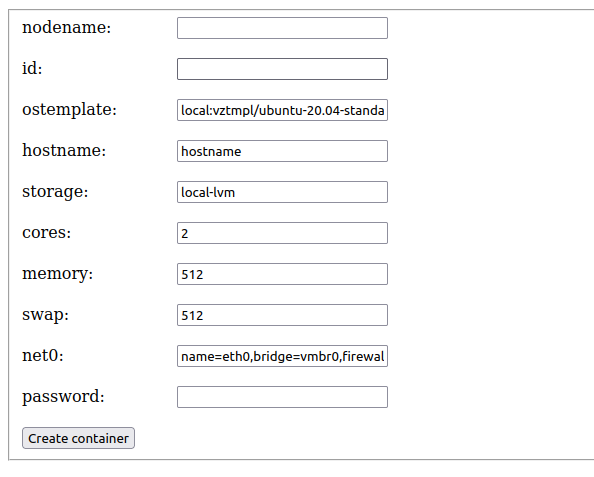 nodename:
id:
ostemplate: local:vztmpl/ubuntu-20.04-standa
hostname: hostname
storage: local-lvm
cores: 2
memory: 512
swap: 512
net0: name=eth0,bridge=vmbr0,firewal
password:
Create container